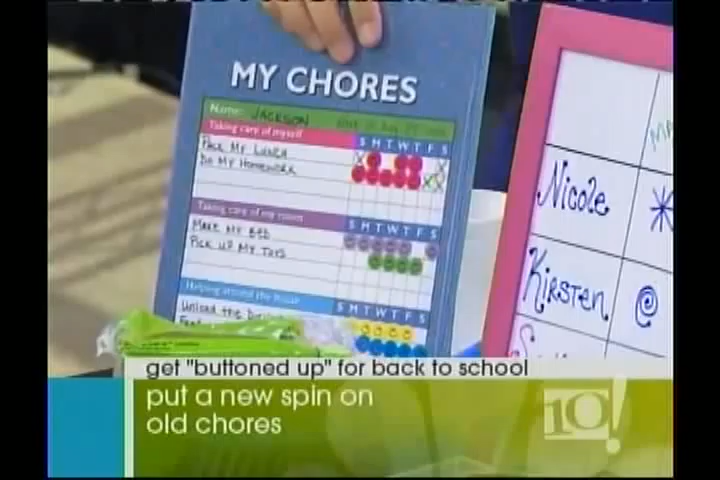 MY CHORES
Name: JACKSON
Taking care of myself
S M T W T F S
PACK MY LUNCH
DO MY HOMEWORK
Taking care of my room
S M T W T F S
MAKE MY BED
PICK UP MY TOYS
Helping around the house
S M T W T F S
Unload the
Nicole
Kirsten
get "buttoned up" for back to school
put a new spin on
old chores
10!